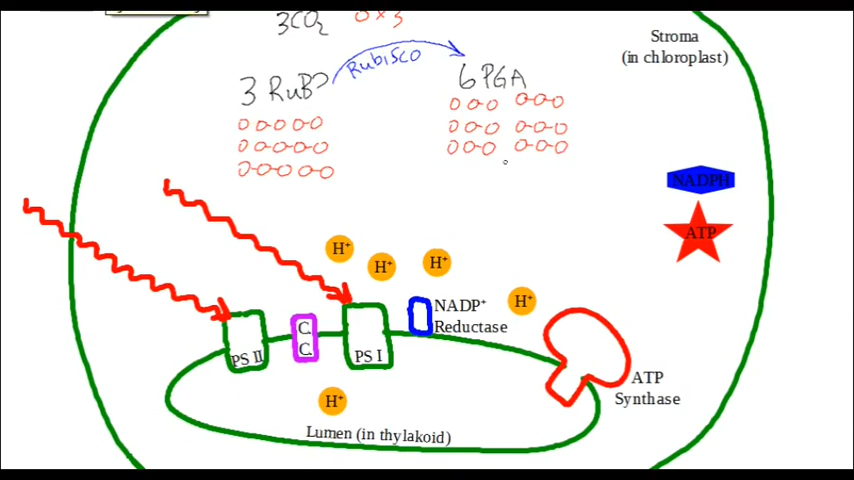 3CO₂ 0 x 3
Stroma
(in chloroplast)
Rubisco
3 RuBP
6 PGA
NADPH
ATP
H⁺
H⁺
H⁺
H⁺
NADP⁺
Reductase
C.
C.
PS II
PS I
ATP
Synthase
H⁺
Lumen (in thylakoid)